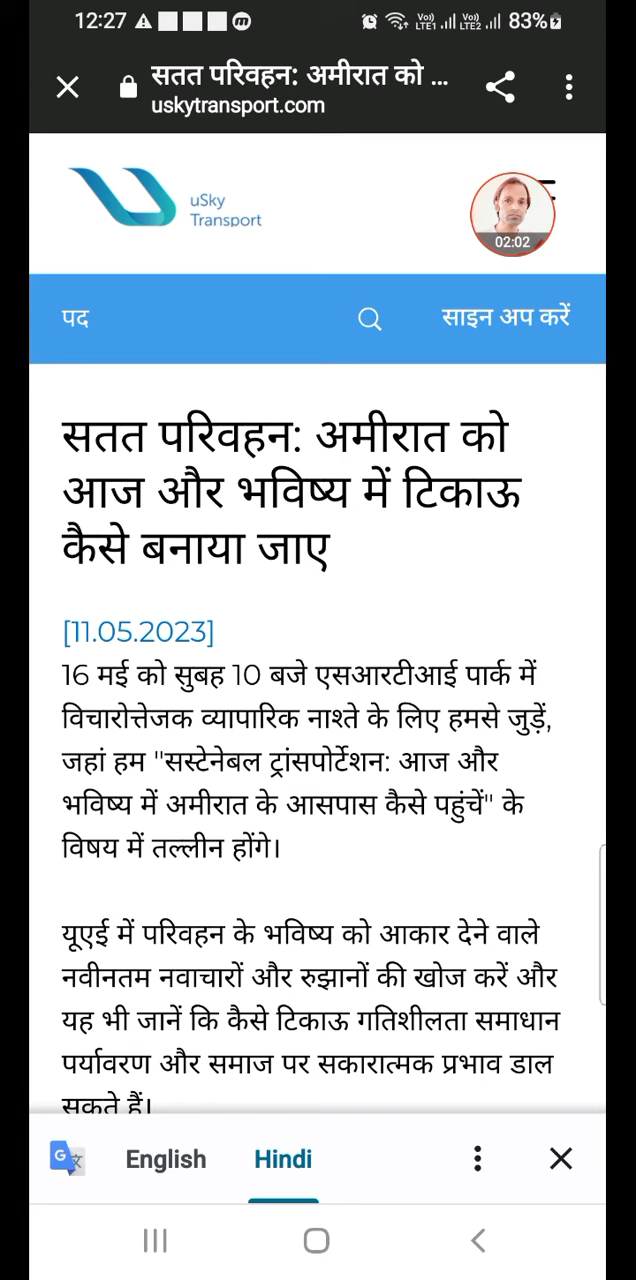 12:27
83%
सतत परिवहन: अमीरात को ...
uskytransport.com
uSky
Transport
02:02
पद
साइन अप करें
सतत परिवहन: अमीरात को
आज और भविष्य में टिकाऊ
कैसे बनाया जाए
[11.05.2023]
16 मई को सुबह 10 बजे एसआरटीआई पार्क में
विचारोत्तेजक व्यापारिक नाश्ते के लिए हमसे जुड़ें,
जहां हम "सस्टेनेबल ट्रांसपोर्टेशन: आज और
भविष्य में अमीरात के आसपास कैसे पहुंचें" के
विषय में तल्लीन होंगे।
यूएई में परिवहन के भविष्य को आकार देने वाले
नवीनतम नवाचारों और रुझानों की खोज करें और
यह भी जानें कि कैसे टिकाऊ गतिशीलता समाधान
पर्यावरण और समाज पर सकारात्मक प्रभाव डाल
सकते हैं।
English Hindi